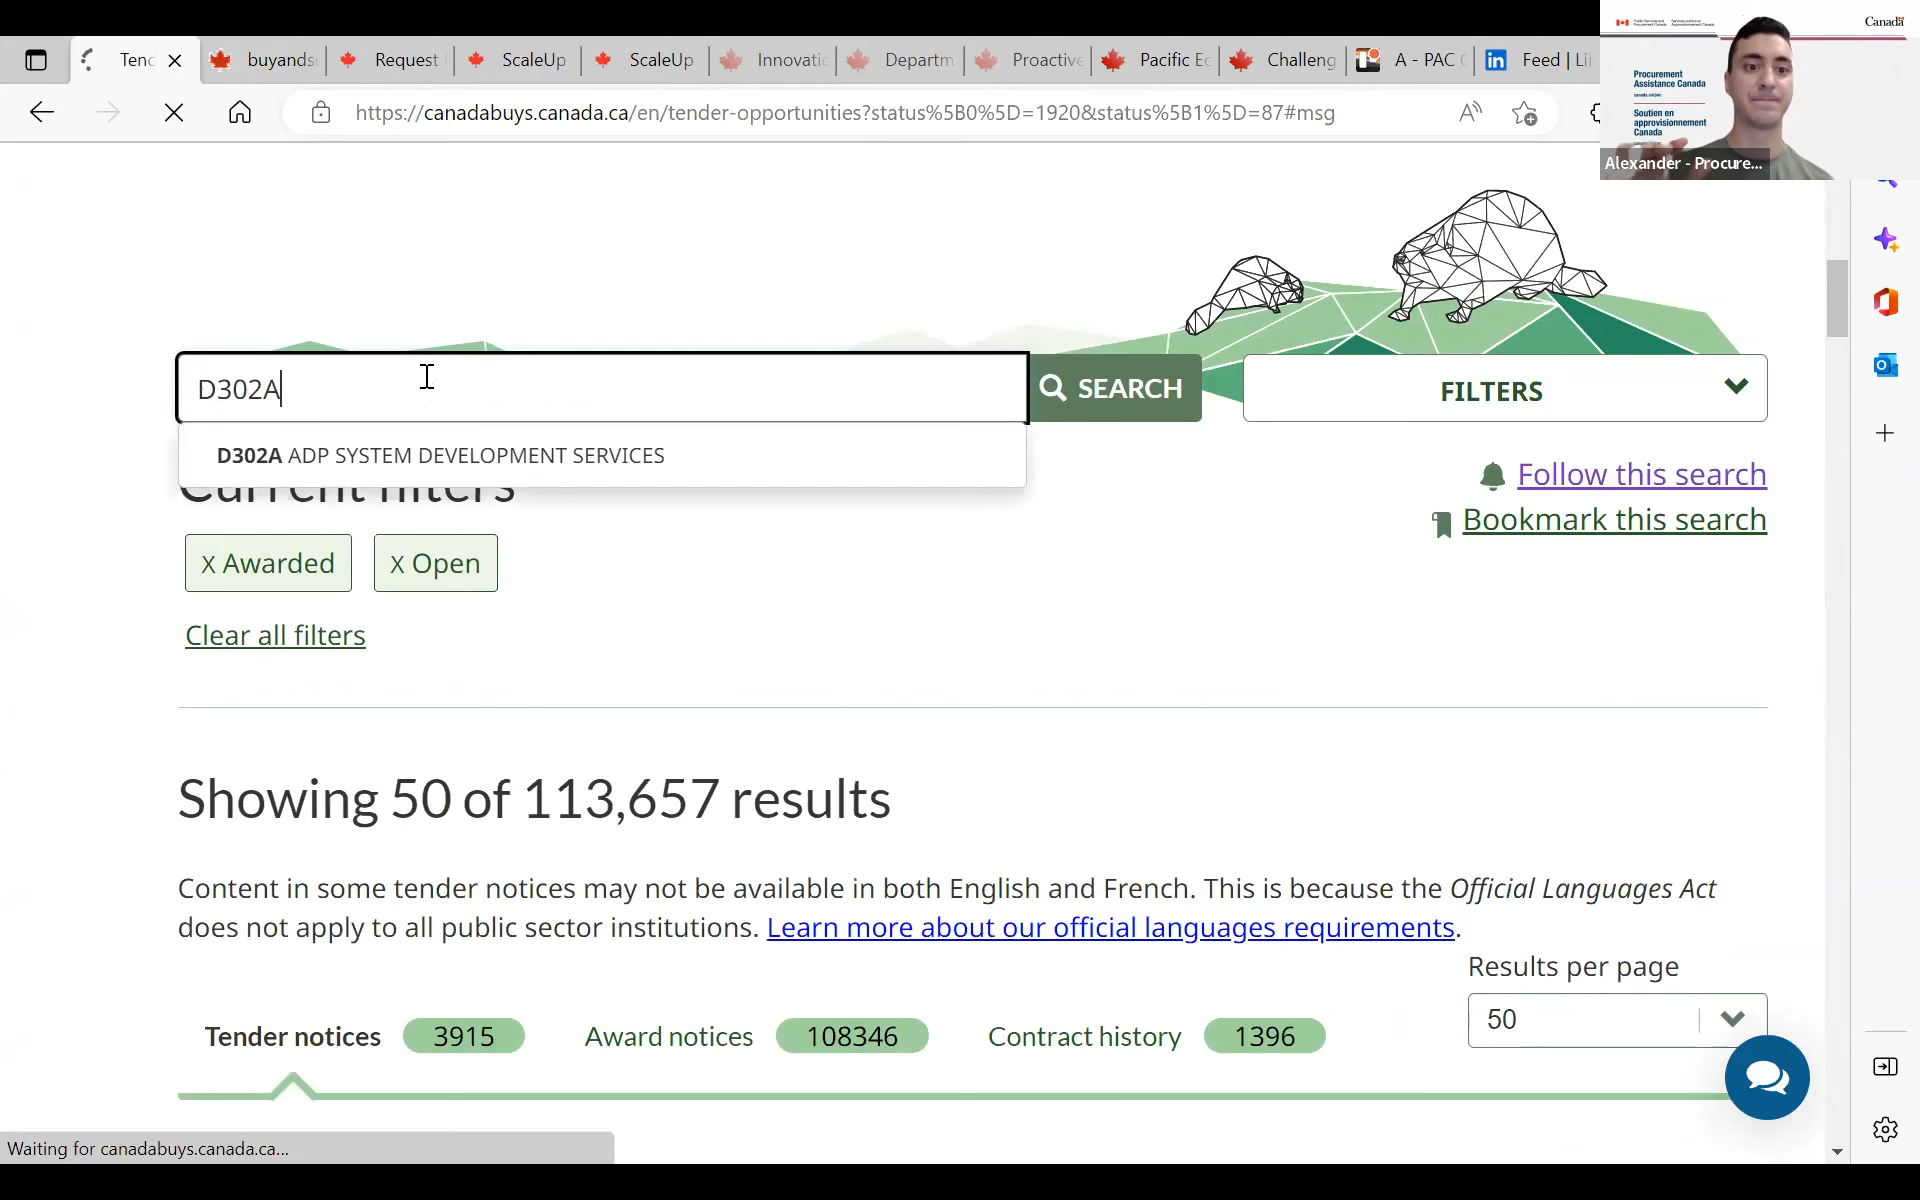 Tenc
buyands
Request
ScaleUp
ScaleUp
Innovatic
Departm
Proactive
Pacific Ec
Challeng
A - PAC
Feed | Li
https://canadabuys.canada.ca/en/tender-opportunities?status%5B0%5D=1920&status%5B1%5D=87#msg
Canada
Procurement
Assistance Canada
Soutien en
approvisionnement
Canada
Alexander - Procure...
D302A
SEARCH
FILTERS
D302A ADP SYSTEM DEVELOPMENT SERVICES
Current filters
Follow this search
Bookmark this search
X Awarded
X Open
Clear all filters
Showing 50 of 113,657 results
Content in some tender notices may not be available in both English and French. This is because the Official Languages Act
does not apply to all public sector institutions. Learn more about our official languages requirements.
Results per page
50
Tender notices 3915
Award notices 108346
Contract history 1396
Waiting for canadabuys.canada.ca...